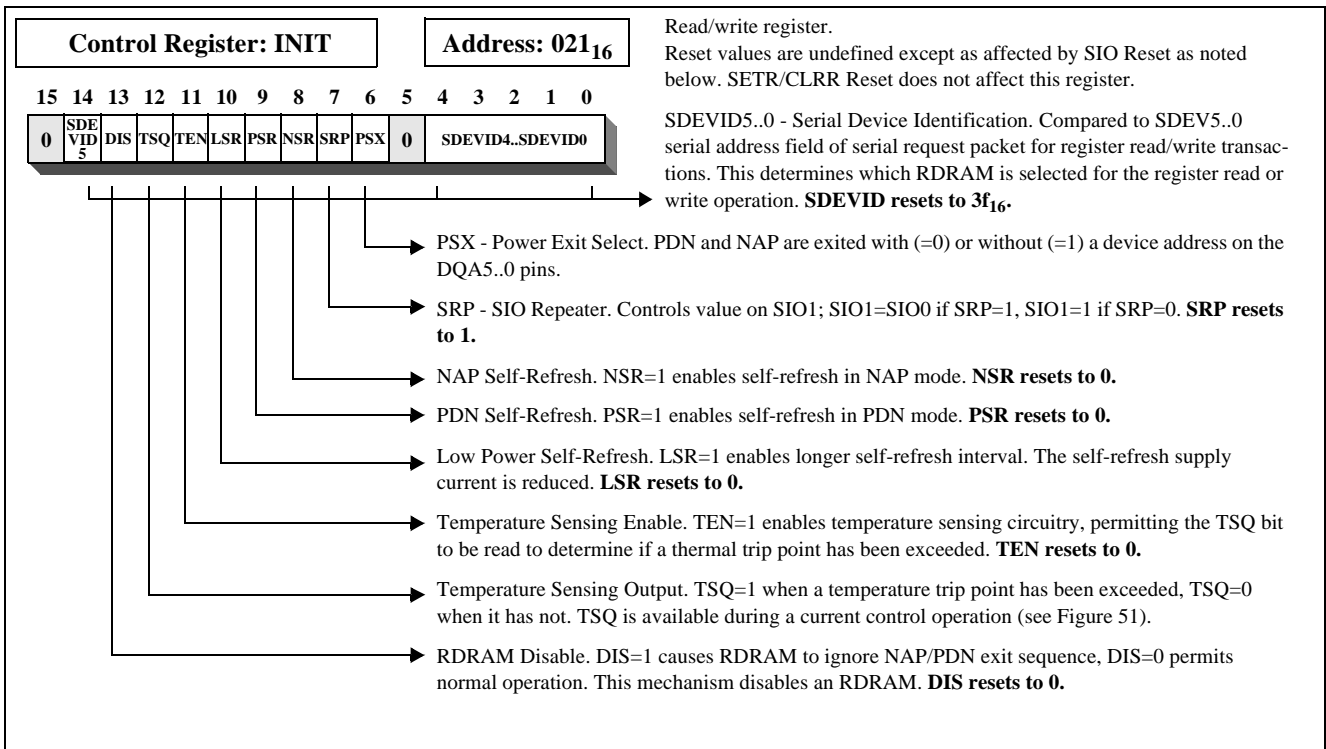 Control Register: INIT
Address: 021₁₆
Read/write register.
Reset values are undefined except as affected by SIO Reset as noted
below. SETR/CLRR Reset does not affect this register.
15 14 13 12 11 10 9 8 7 6 5 4 3 2 1 0
0 SDE VID 5 DIS TSQ TEN LSR PSR NSR SRP PSX 0 SDEVID4..SDEVID0
SDEVID5..0 - Serial Device Identification. Compared to SDEV5..0
serial address field of serial request packet for register read/write transac-
tions. This determines which RDRAM is selected for the register read or
write operation. SDEVID resets to 3f₁₆.
PSX - Power Exit Select. PDN and NAP are exited with (=0) or without (=1) a device address on the
DQA5..0 pins.
SRP - SIO Repeater. Controls value on SIO1; SIO1=SIO0 if SRP=1, SIO1=1 if SRP=0. SRP resets
to 1.
NAP Self-Refresh. NSR=1 enables self-refresh in NAP mode. NSR resets to 0.
PDN Self-Refresh. PSR=1 enables self-refresh in PDN mode. PSR resets to 0.
Low Power Self-Refresh. LSR=1 enables longer self-refresh interval. The self-refresh supply
current is reduced. LSR resets to 0.
Temperature Sensing Enable. TEN=1 enables temperature sensing circuitry, permitting the TSQ bit
to be read to determine if a thermal trip point has been exceeded. TEN resets to 0.
Temperature Sensing Output. TSQ=1 when a temperature trip point has been exceeded, TSQ=0
when it has not. TSQ is available during a current control operation (see Figure 51).
RDRAM Disable. DIS=1 causes RDRAM to ignore NAP/PDN exit sequence, DIS=0 permits
normal operation. This mechanism disables an RDRAM. DIS resets to 0.